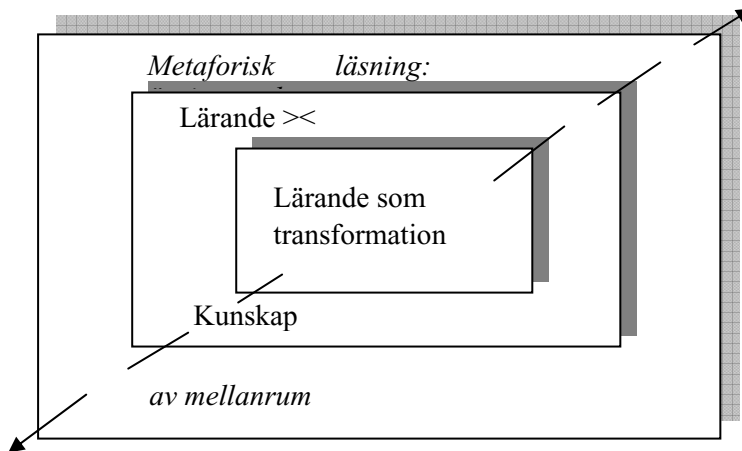 Metaforisk läsning:
Lärande ><
Lärande som
transformation
Kunskap
av mellanrum